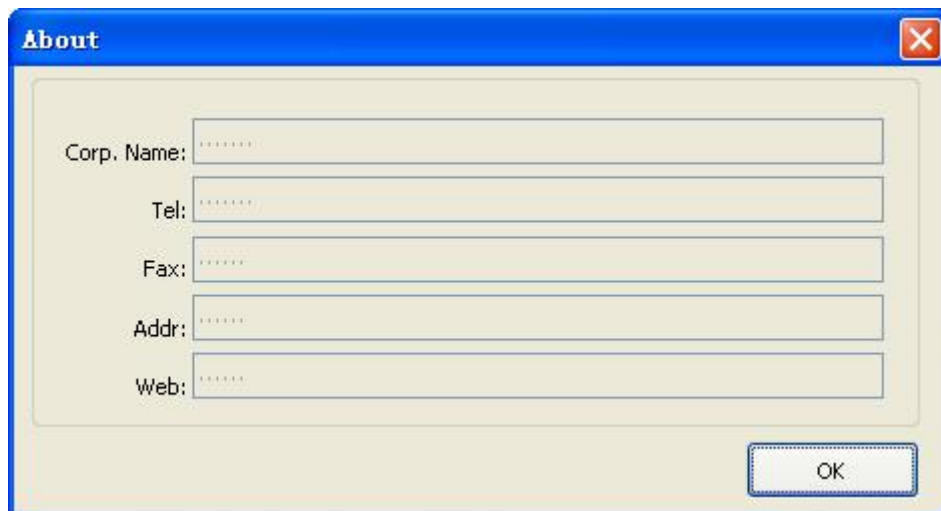 About
Corp. Name: .......
Tel: .......
Fax: ......
Addr: ......
Web: ......
OK